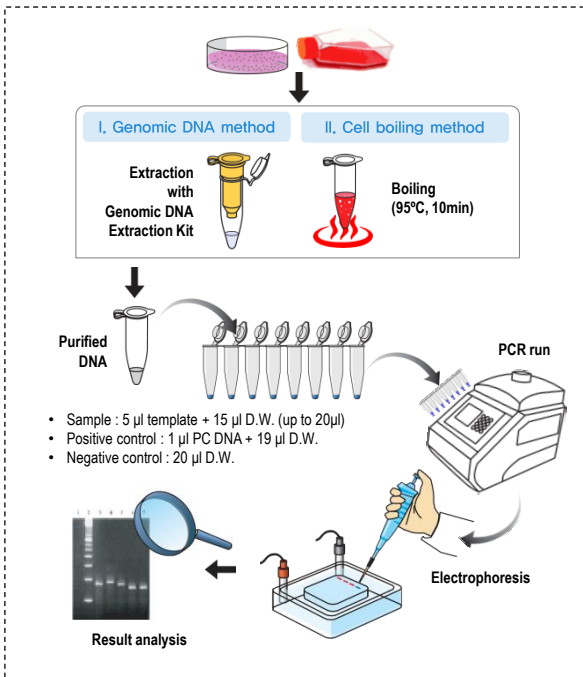 I. Genomic DNA method
II. Cell boiling method
Extraction
with
Genomic DNA
Extraction Kit
Boiling
(95ºC, 10min)
Purified
DNA
PCR run
• Sample : 5 µl template + 15 µl D.W. (up to 20µl)
• Positive control : 1 µl PC DNA + 19 µl D.W.
• Negative control : 20 µl D.W.
Electrophoresis
Result analysis